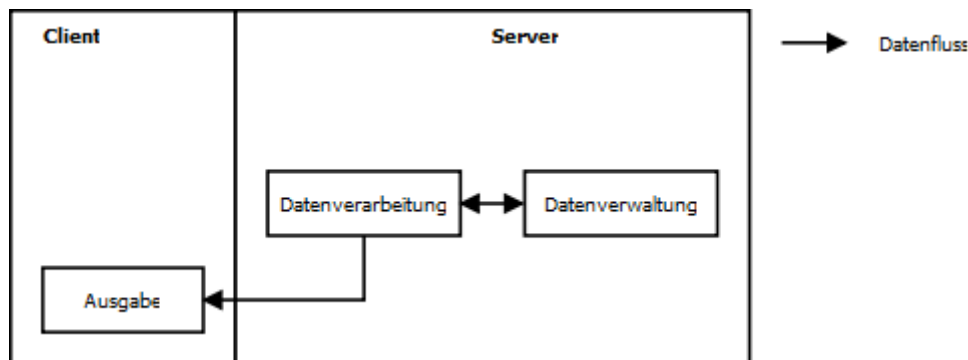 Client
Server
Datenfluss
Datenverarbeitung
Datenverwaltung
Ausgabe